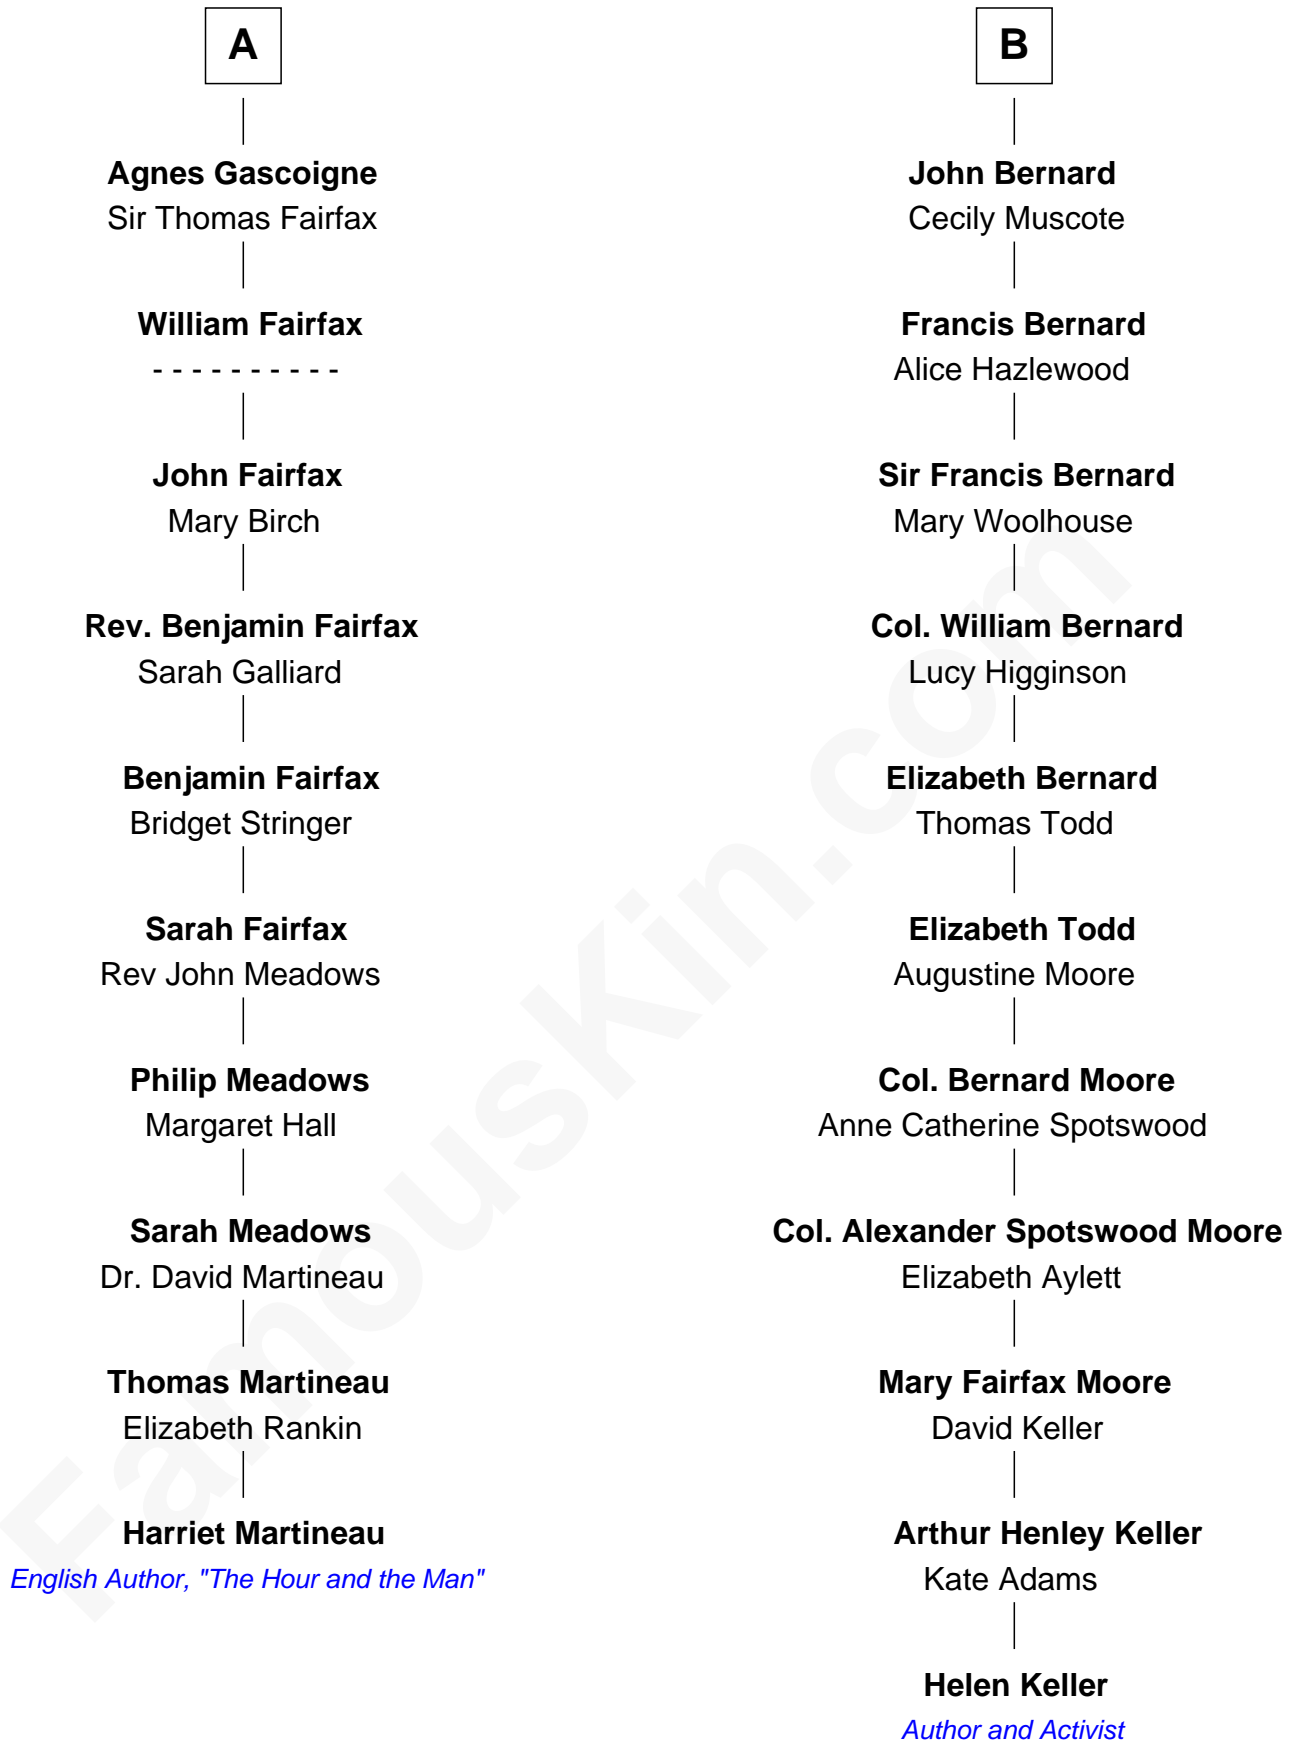 A
Agnes Gascoigne
Sir Thomas Fairfax
William Fairfax
- - - - - - - - - -
John Fairfax
Mary Birch
Rev. Benjamin Fairfax
Sarah Galliard
Benjamin Fairfax
Bridget Stringer
Sarah Fairfax
Rev John Meadows
Philip Meadows
Margaret Hall
Sarah Meadows
Dr. David Martineau
Thomas Martineau
Elizabeth Rankin
Harriet Martineau
English Author, "The Hour and the Man"
B
John Bernard
Cecily Muscote
Francis Bernard
Alice Hazlewood
Sir Francis Bernard
Mary Woolhouse
Col. William Bernard
Lucy Higginson
Elizabeth Bernard
Thomas Todd
Elizabeth Todd
Augustine Moore
Col. Bernard Moore
Anne Catherine Spotswood
Col. Alexander Spotswood Moore
Elizabeth Aylett
Mary Fairfax Moore
David Keller
Arthur Henley Keller
Kate Adams
Helen Keller
Author and Activist
FamousKin.com